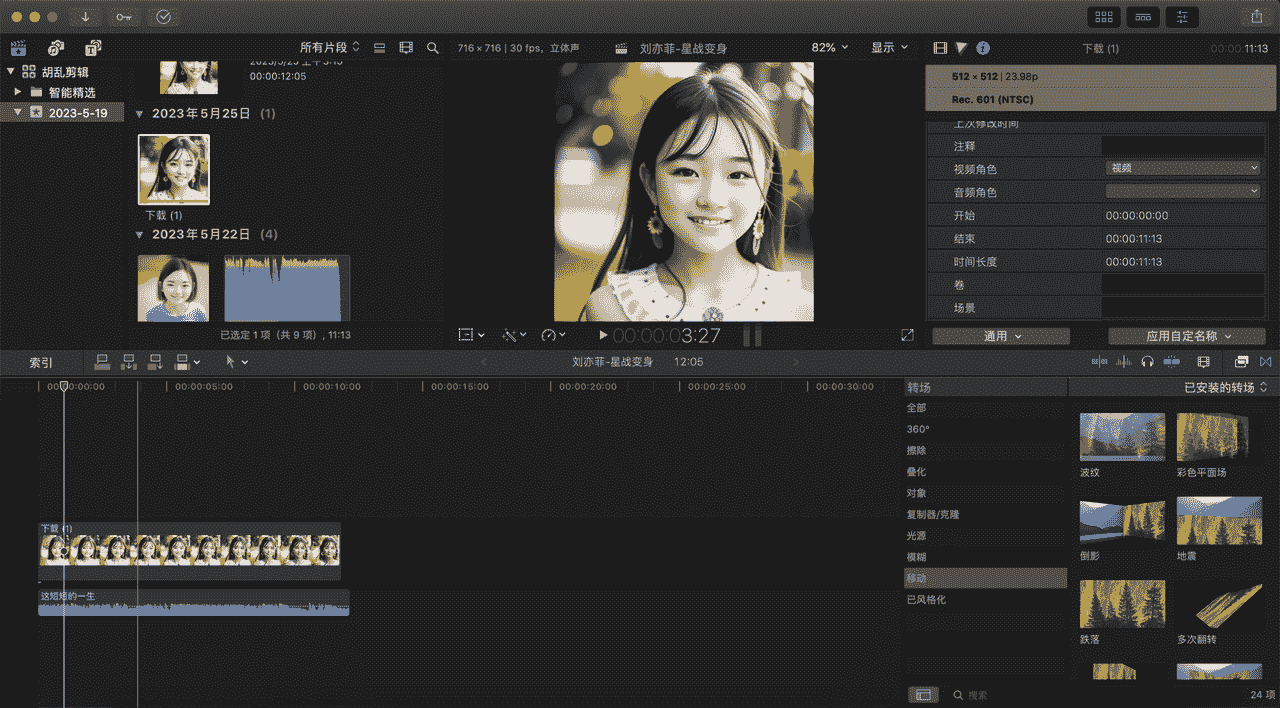 所有片段
716 × 716 | 30 fps, 立体声
刘亦菲-星战变身
82%
显示
下载 (1)
00:00:11:13
胡乱剪辑
智能精选
2023-5-19
00:00:12:05
2023年5月25日 (1)
下载 (1)
2023年5月22日 (4)
已选定 1 项（共 9 项）, 11:13
00:00:03:27
512 × 512 | 23.98p
Rec. 601 (NTSC)
上次修改时间
注释
视频角色
视频
音频角色
开始
00:00:00:00
结束
00:00:11:13
时间长度
00:00:11:13
卷
场景
通用
应用自定名称
索引
刘亦菲-星战变身
12:05
00:00:00:00
00:00:05:00
00:00:10:00
00:00:15:00
00:00:20:00
00:00:25:00
00:00:30:00
下载 (1)
这短短的一生
转场
已安装的转场
全部
360°
擦除
叠化
对象
复制器/克隆
光源
模糊
移动
已风格化
波纹
彩色平面场
倒影
地震
跌落
多次翻转
搜索
24 项